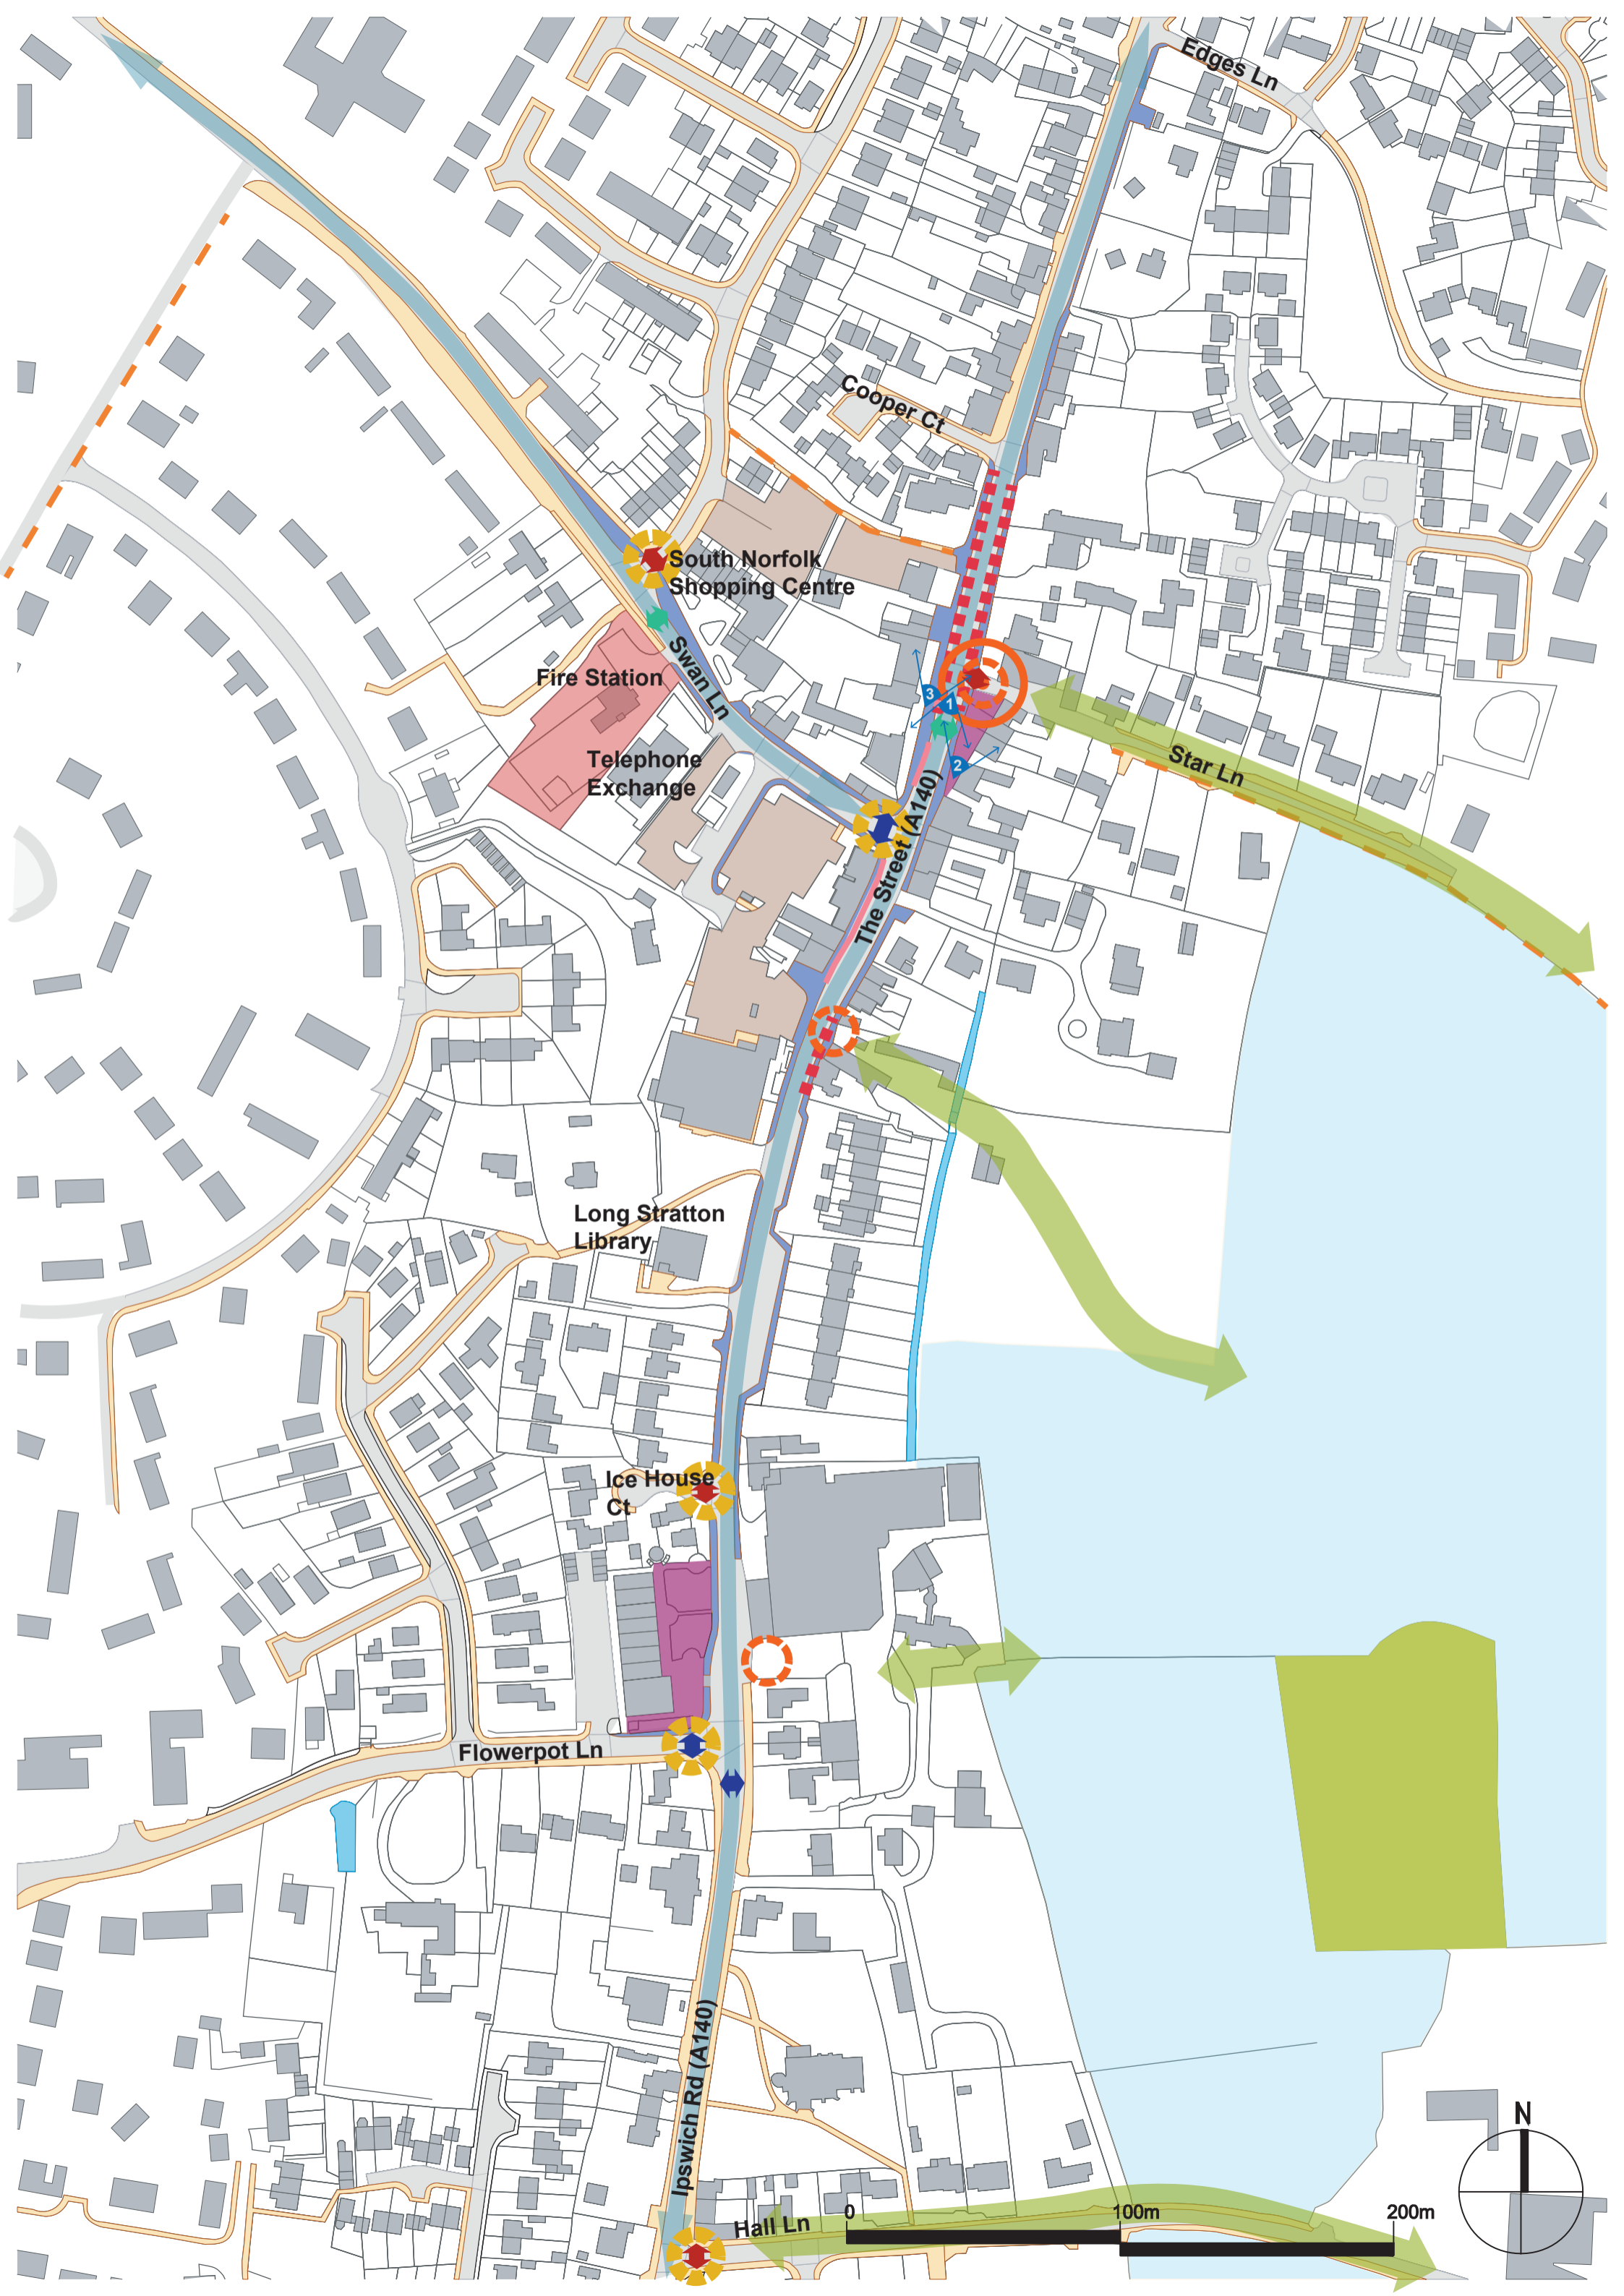 Edges Ln
Cooper Ct
South Norfolk
Shopping Centre
Swan Ln
Fire Station
3
1
2
Star Ln
Telephone
Exchange
The Street (A140)
Long Stratton
Library
Ice House
Ct
Flowerpot Ln
Ipswich Rd (A140)
Hall Ln
0
100m
200m
N